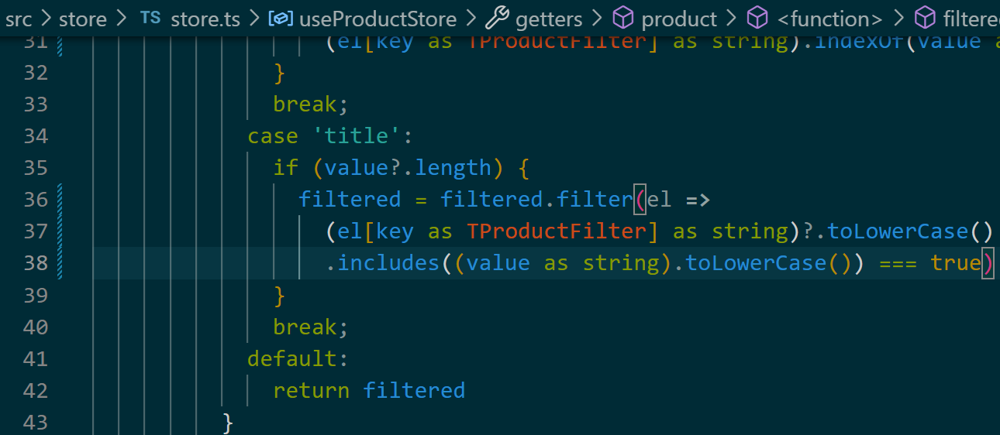 src > store > TS store.ts > useProductStore > getters > product > <function> > filtere
31 (el[key as TProductFilter] as string).indexOf(value a
32 }
33 break;
34 case 'title':
35 if (value?.length) {
36 filtered = filtered.filter(el =>
37 (el[key as TProductFilter] as string)?.toLowerCase()
38 .includes((value as string).toLowerCase()) === true)
39 }
40 break;
41 default:
42 return filtered
43 }